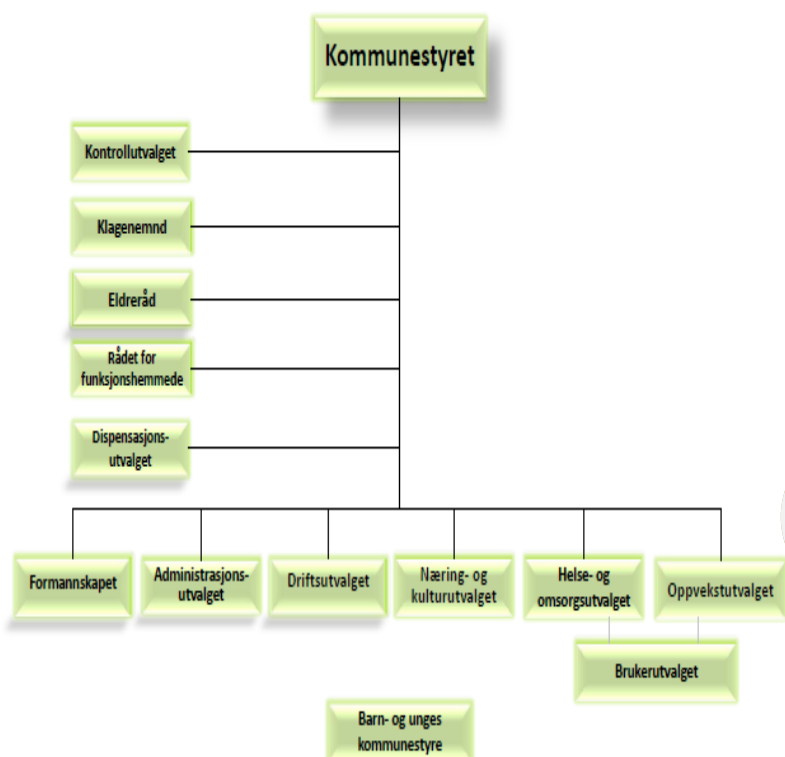 Kommunestyret
Kontrollutvalget
Klagenemnd
Eldreråd
Rådet for
funksjonshemmede
Dispensasjons-
utvalget
Formannskapet
Administrasjons-
utvalget
Driftsutvalget
Næring- og
kulturutvalget
Helse- og
omsorgsutvalget
Oppvekstutvalget
Brukerutvalget
Barn- og unges
kommunestyre